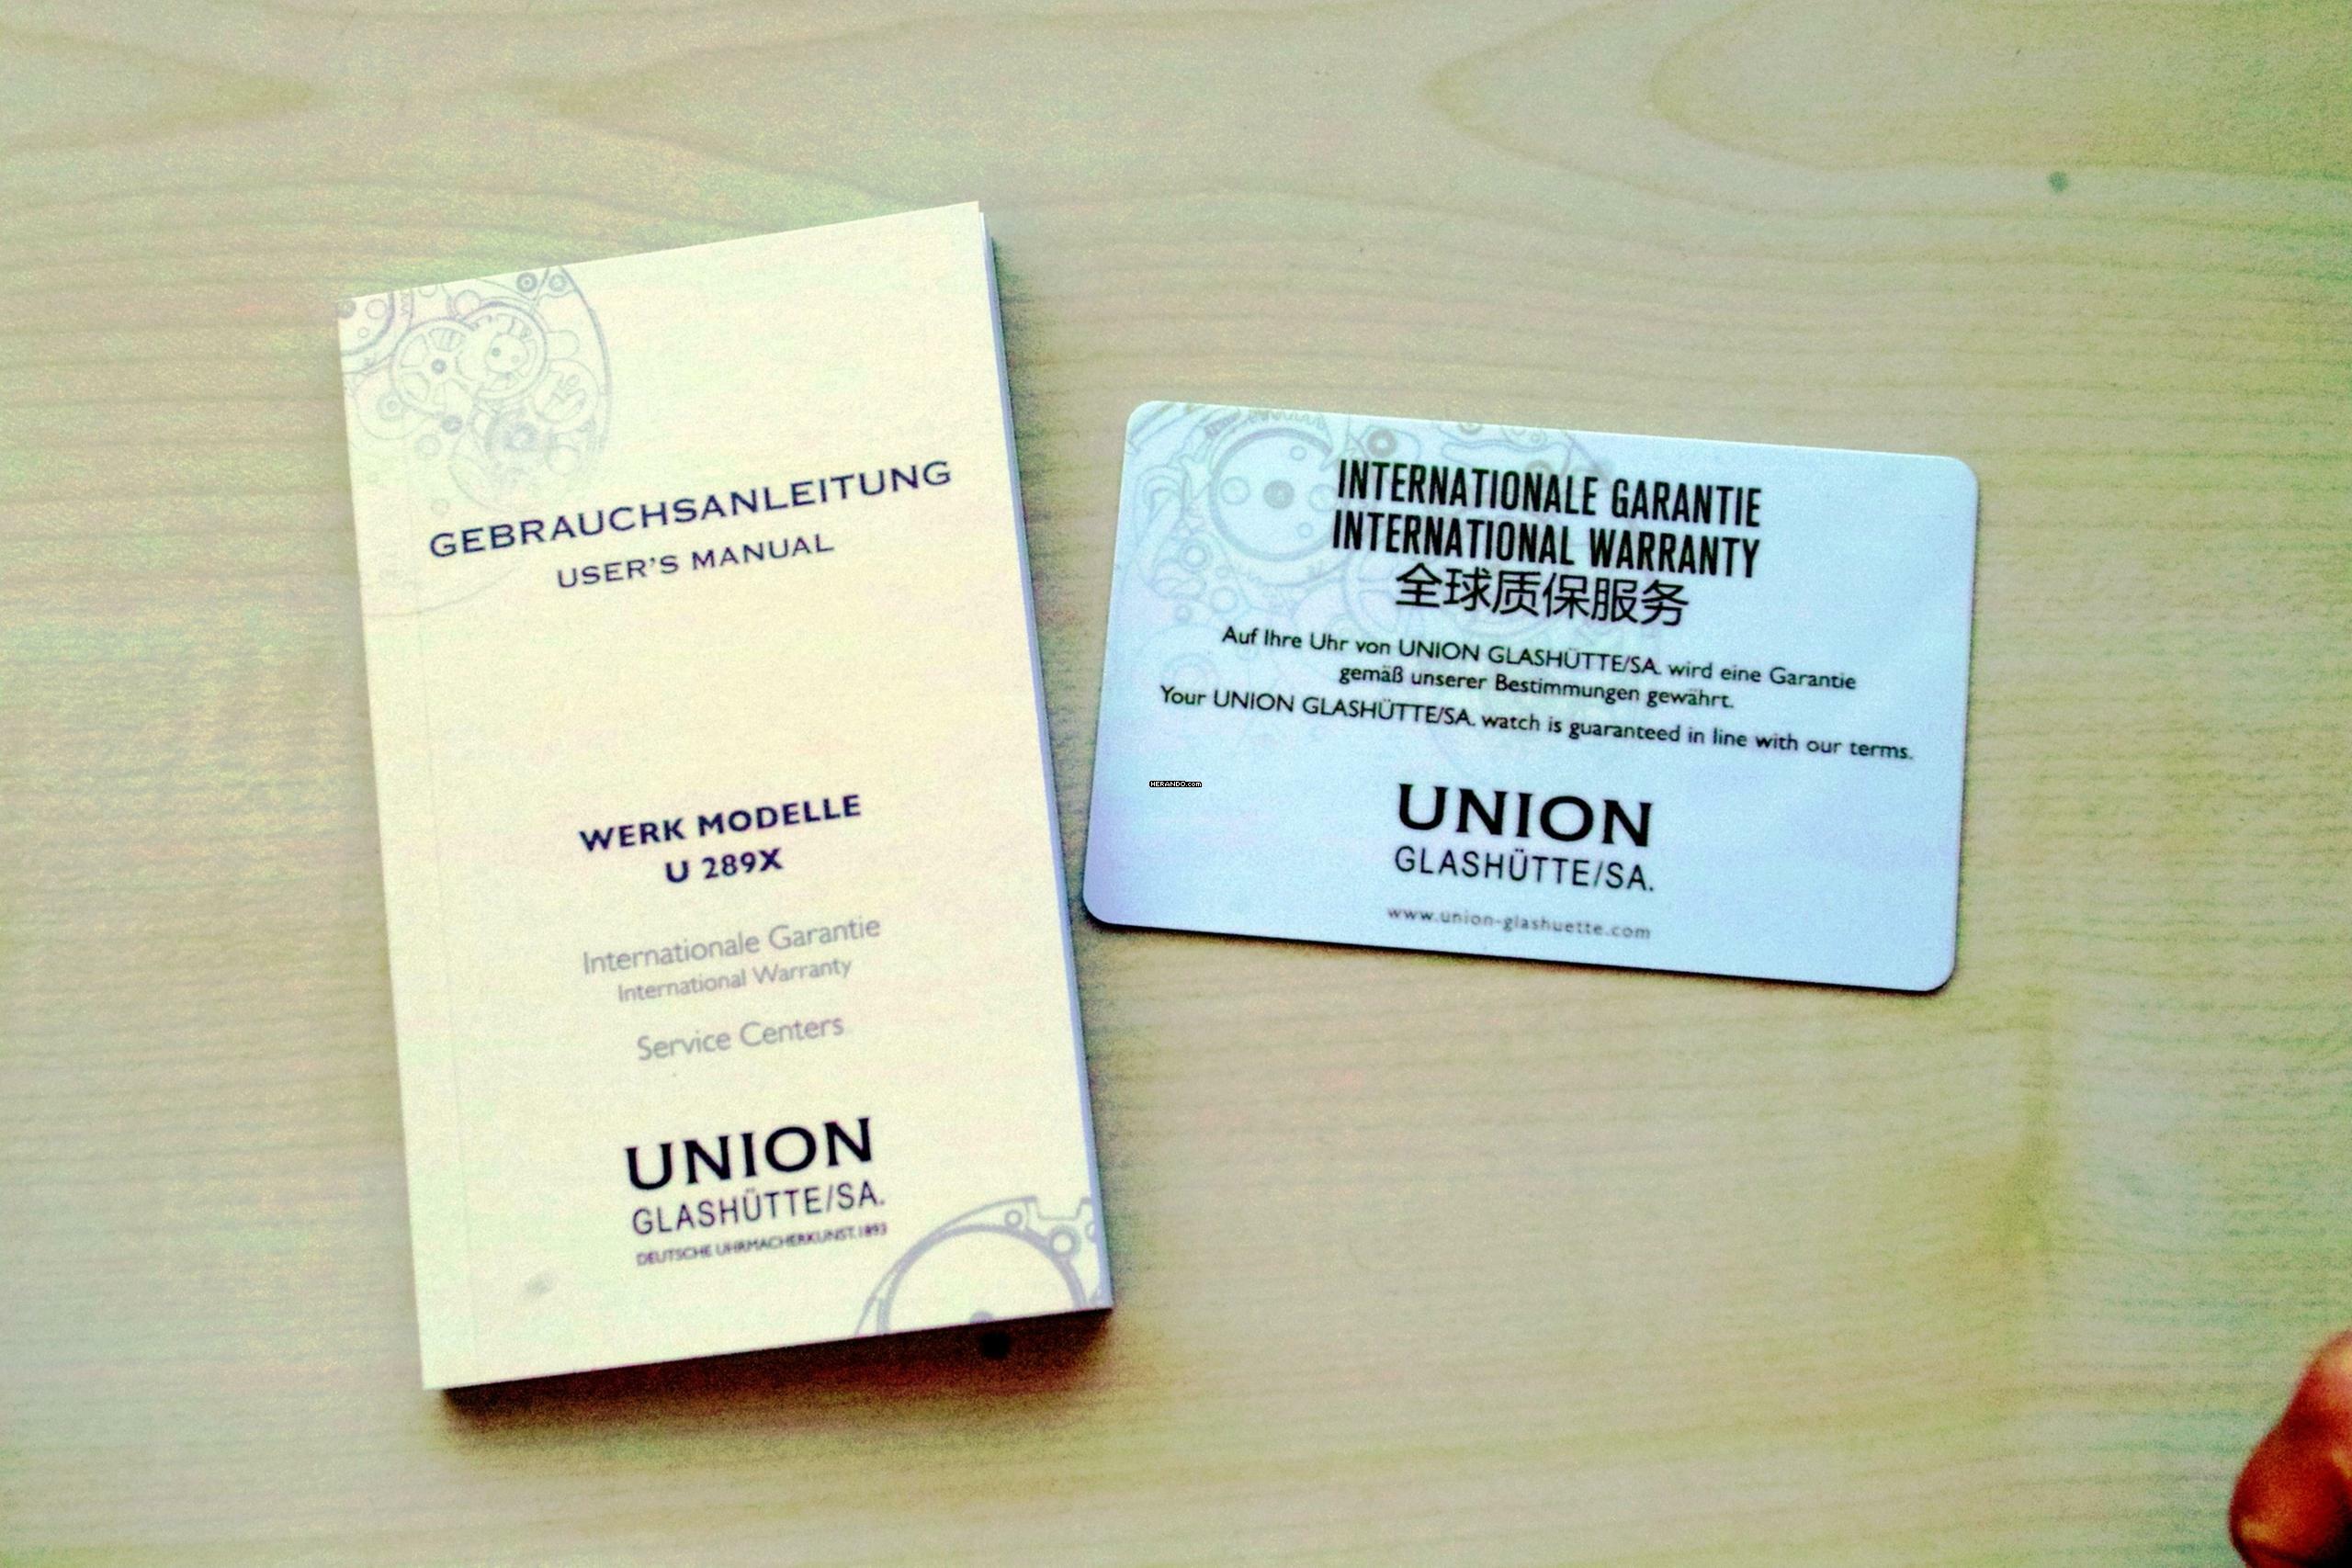 GEBRAUCHSANLEITUNG
USER'S MANUAL
WERK MODELLE
U 289X
Internationale Garantie
International Warranty
Service Centers
UNION
GLASHÜTTE/SA.
DEUTSCHE UHRMACHERKUNST. 1893
INTERNATIONALE GARANTIE
INTERNATIONAL WARRANTY
全球质保服务
Auf Ihre Uhr von UNION GLASHÜTTE/SA. wird eine Garantie
gemäß unserer Bestimmungen gewährt.
Your UNION GLASHÜTTE/SA. watch is guaranteed in line with our terms.
HERANDO.com
UNION
GLASHÜTTE/SA.
www.union-glashuette.com